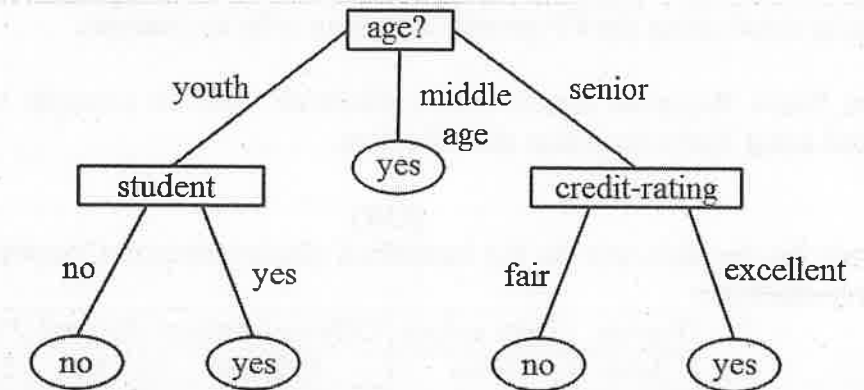 age?
youth
middle
age
senior
yes
student
credit-rating
no
yes
fair
excellent
no
yes
no
yes